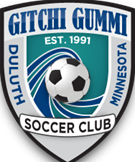 GITCHI GUMMI
EST. 1991
DULUTH
MINNESOTA
SOCCER CLUB